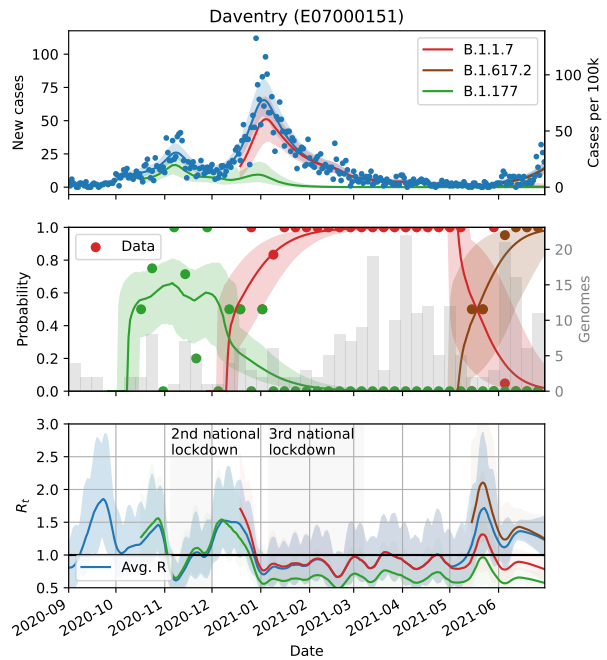 Daventry (E07000151)
New cases
100
75
50
25
0
B.1.1.7
B.1.617.2
B.1.177
100
50
0
Cases per 100k
Probability
1.0
0.8
0.6
0.4
0.2
0.0
Data
20
15
10
5
0
Genomes
R_t
3.0
2.5
2.0
1.5
1.0
0.5
2nd national
lockdown
3rd national
lockdown
Avg. R
2020-09
2020-10
2020-11
2020-12
2021-01
2021-02
2021-03
2021-04
2021-05
2021-06
Date